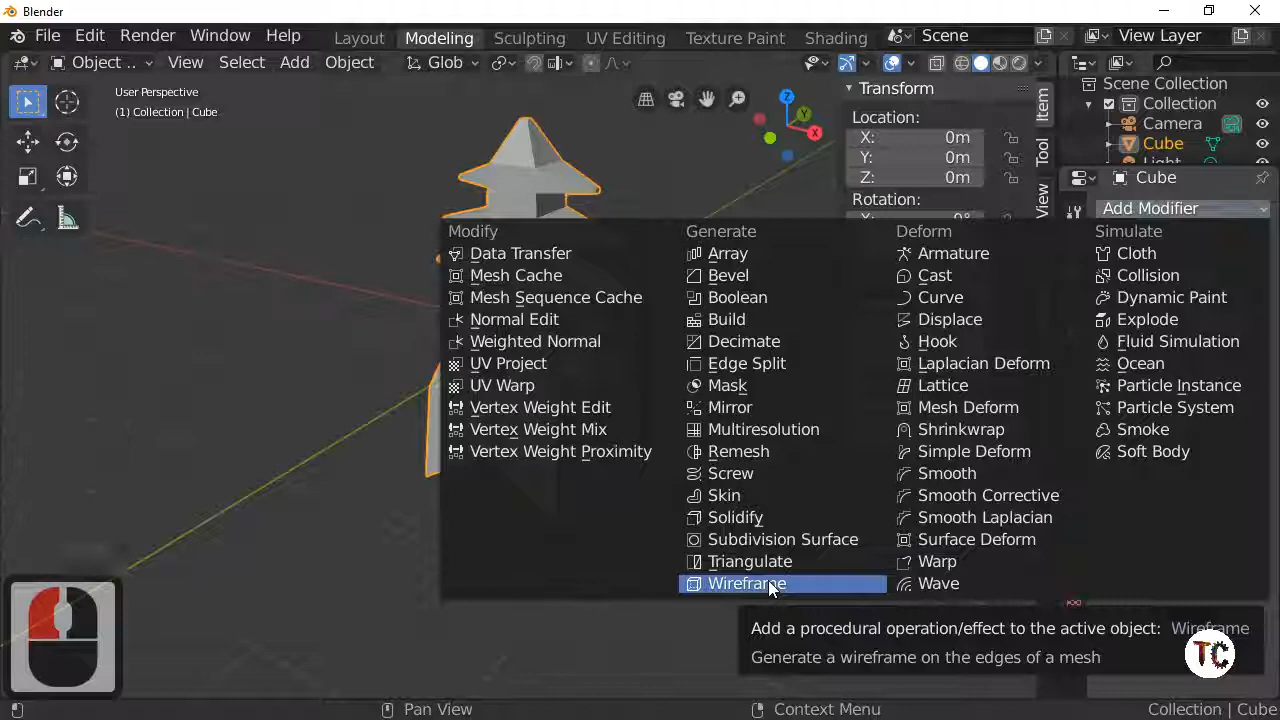 Blender
File Edit Render Window Help Layout Modeling Sculpting UV Editing Texture Paint Shading Scene View Layer
Object .. View Select Add Object Glob
User Perspective
(1) Collection | Cube
Transform
Location:
X: 0m
Y: 0m
Z: 0m
Rotation:
Item
Tool
View
Scene Collection
Collection
Camera
Cube
Cube
Add Modifier
Modify
Data Transfer
Mesh Cache
Mesh Sequence Cache
Normal Edit
Weighted Normal
UV Project
UV Warp
Vertex Weight Edit
Vertex Weight Mix
Vertex Weight Proximity
Generate
Array
Bevel
Boolean
Build
Decimate
Edge Split
Mask
Mirror
Multiresolution
Remesh
Screw
Skin
Solidify
Subdivision Surface
Triangulate
Wireframe
Deform
Armature
Cast
Curve
Displace
Hook
Laplacian Deform
Lattice
Mesh Deform
Shrinkwrap
Simple Deform
Smooth
Smooth Corrective
Smooth Laplacian
Surface Deform
Warp
Wave
Simulate
Cloth
Collision
Dynamic Paint
Explode
Fluid Simulation
Ocean
Particle Instance
Particle System
Smoke
Soft Body
Add a procedural operation/effect to the active object: Wireframe
Generate a wireframe on the edges of a mesh
TC
Pan View Context Menu Collection | Cube